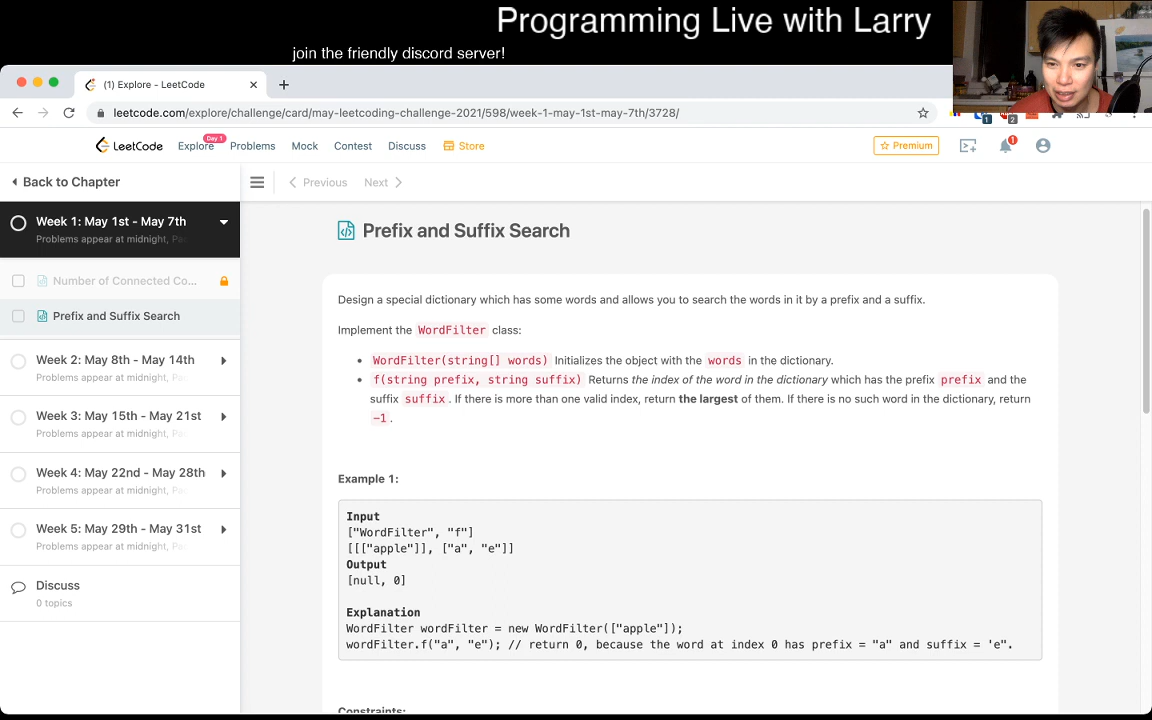 Programming Live with Larry
join the friendly discord server!
(1) Explore - LeetCode
leetcode.com/explore/challenge/card/may-leetcoding-challenge-2021/598/week-1-may-1st-may-7th/3728/
LeetCode Explore Day 1 Problems Mock Contest Discuss Store Premium 1
Back to Chapter
Previous Next
Week 1: May 1st - May 7th
Problems appear at midnight, Pa
Number of Connected Co...
Prefix and Suffix Search
Week 2: May 8th - May 14th
Problems appear at midnight, Pa
Week 3: May 15th - May 21st
Problems appear at midnight, Pa
Week 4: May 22nd - May 28th
Problems appear at midnight, Pa
Week 5: May 29th - May 31st
Problems appear at midnight, Pa
Discuss
0 topics
Prefix and Suffix Search
Design a special dictionary which has some words and allows you to search the words in it by a prefix and a suffix.
Implement the WordFilter class:
• WordFilter(string[] words) Initializes the object with the words in the dictionary.
• f(string prefix, string suffix) Returns the index of the word in the dictionary which has the prefix prefix and the
suffix suffix. If there is more than one valid index, return the largest of them. If there is no such word in the dictionary, return
-1.
Example 1:
Input
["WordFilter", "f"]
[[["apple"]], ["a", "e"]]
Output
[null, 0]
Explanation
WordFilter wordFilter = new WordFilter(["apple"]);
wordFilter.f("a", "e"); // return 0, because the word at index 0 has prefix = "a" and suffix = 'e".
Constraints: